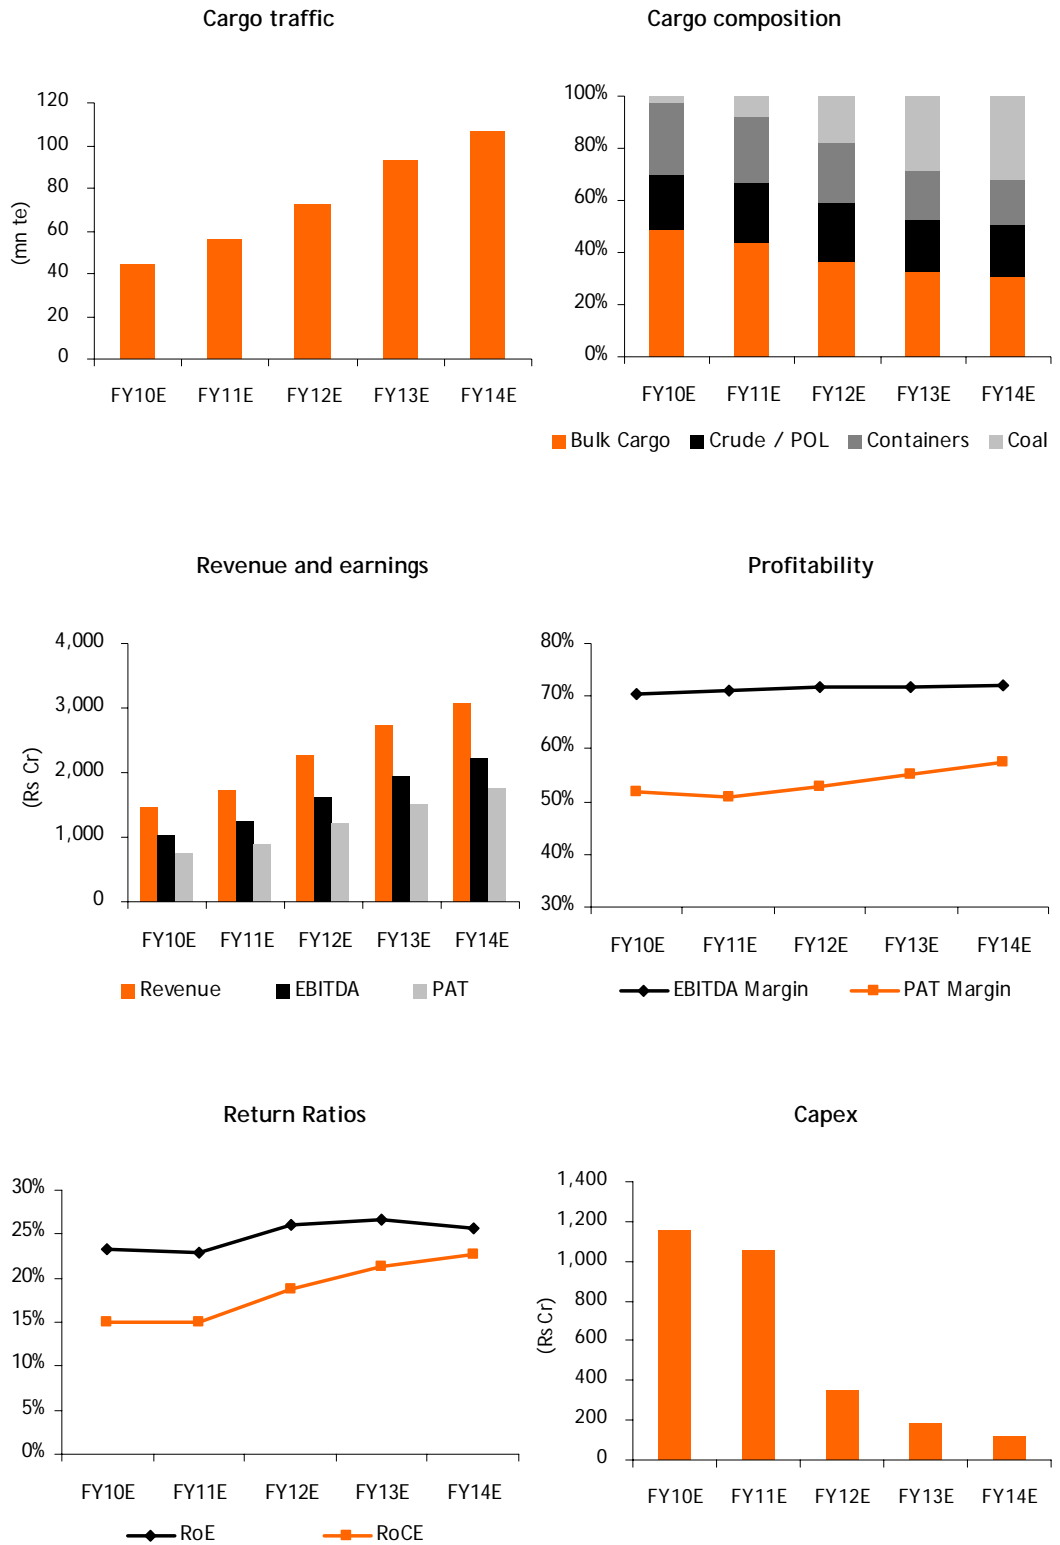 Cargo traffic
120
100
80
60
40
20
0
(mn te)
FY10E FY11E FY12E FY13E FY14E
Cargo composition
100%
80%
60%
40%
20%
0%
FY10E FY11E FY12E FY13E FY14E
Bulk Cargo Crude / POL Containers Coal
Revenue and earnings
4,000
3,000
2,000
1,000
0
(Rs Cr)
FY10E FY11E FY12E FY13E FY14E
Revenue EBITDA PAT
Profitability
80%
70%
60%
50%
40%
30%
FY10E FY11E FY12E FY13E FY14E
EBITDA Margin PAT Margin
Return Ratios
30%
25%
20%
15%
10%
5%
0%
FY10E FY11E FY12E FY13E FY14E
RoE RoCE
Capex
1,400
1,200
1,000
800
600
400
200
0
(Rs Cr)
FY10E FY11E FY12E FY13E FY14E